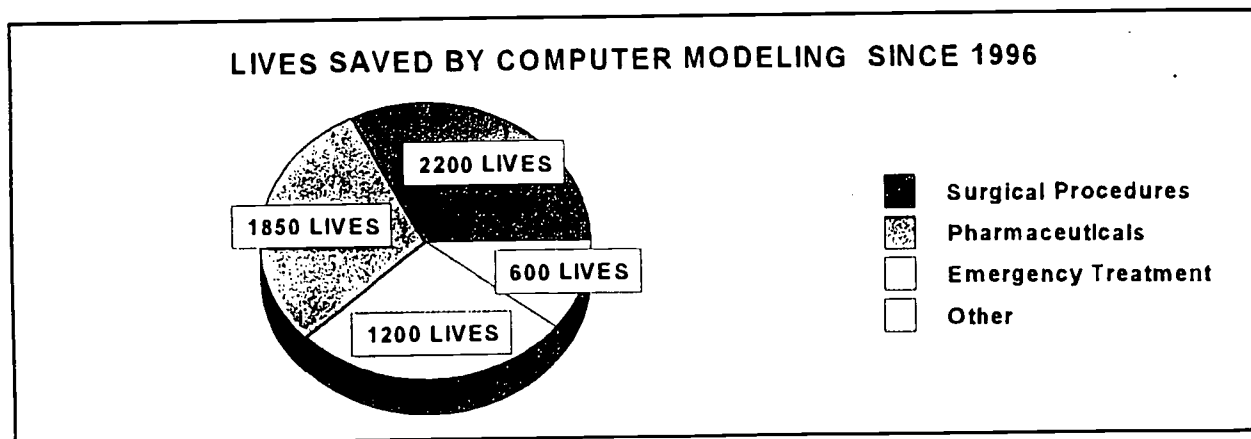 LIVES SAVED BY COMPUTER MODELING SINCE 1996
2200 LIVES
1850 LIVES
600 LIVES
1200 LIVES
Surgical Procedures
Pharmaceuticals
Emergency Treatment
Other